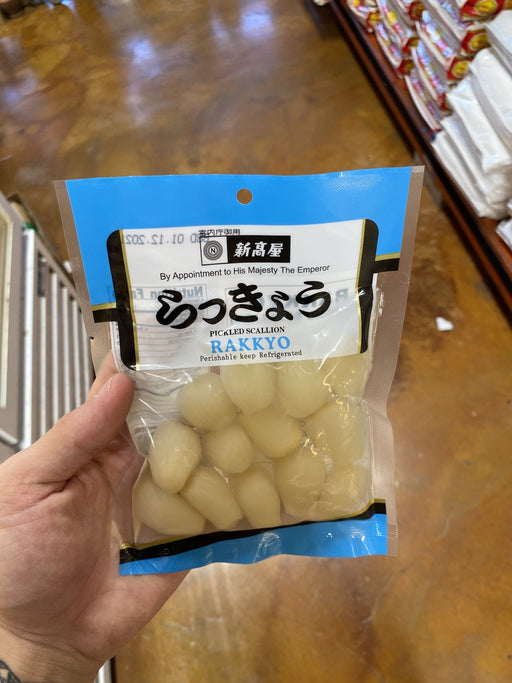 宮内庁御用
新高屋
By Appointment to His Majesty The Emperor
らっきょう
PICKLED SCALLION
RAKKYO
Perishable keep Refrigerated